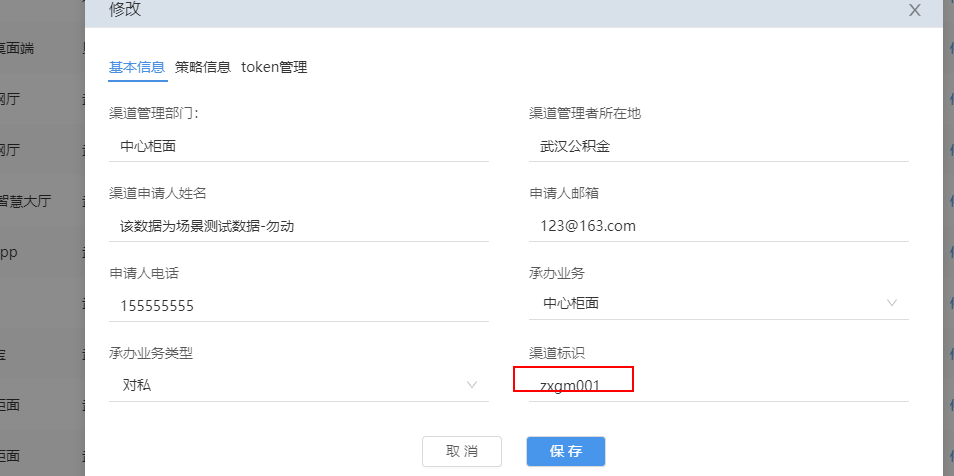 修改
桌面端
基本信息 策略信息 token管理
网厅
渠道管理部门:
渠道管理者所在地
中心柜面
武汉公积金
网厅
渠道申请人姓名
申请人邮箱
智慧大厅
该数据为场景测试数据-勿动
123@163.com
pp
申请人电话
承办业务
155555555
中心柜面
承办业务类型
渠道标识
对私
zxgm001
柜面
取消
保存
柜面